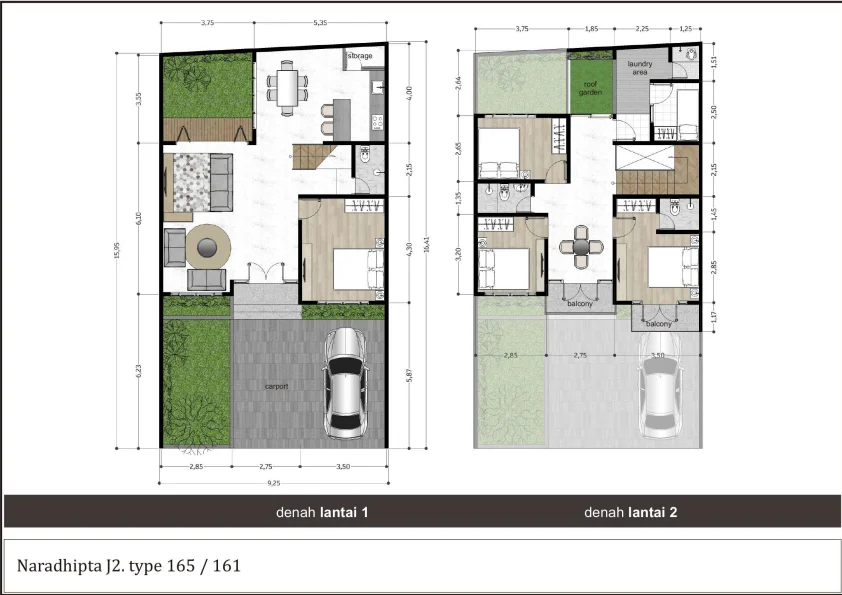 3,75
5,35
3,55
6,10
6,23
15,95
storage
4,00
2,15
4,30
5,87
16,41
carport
2,85
2,75
3,50
9,25
3,75
1,85
2,25
1,25
2,64
2,65
1,35
3,20
laundry
area
roof
garden
1,51
2,50
2,15
1,45
2,85
1,17
balcony
balcony
2,85
2,75
3,50
denah lantai 1
denah lantai 2
Naradhipta J2. type 165 / 161